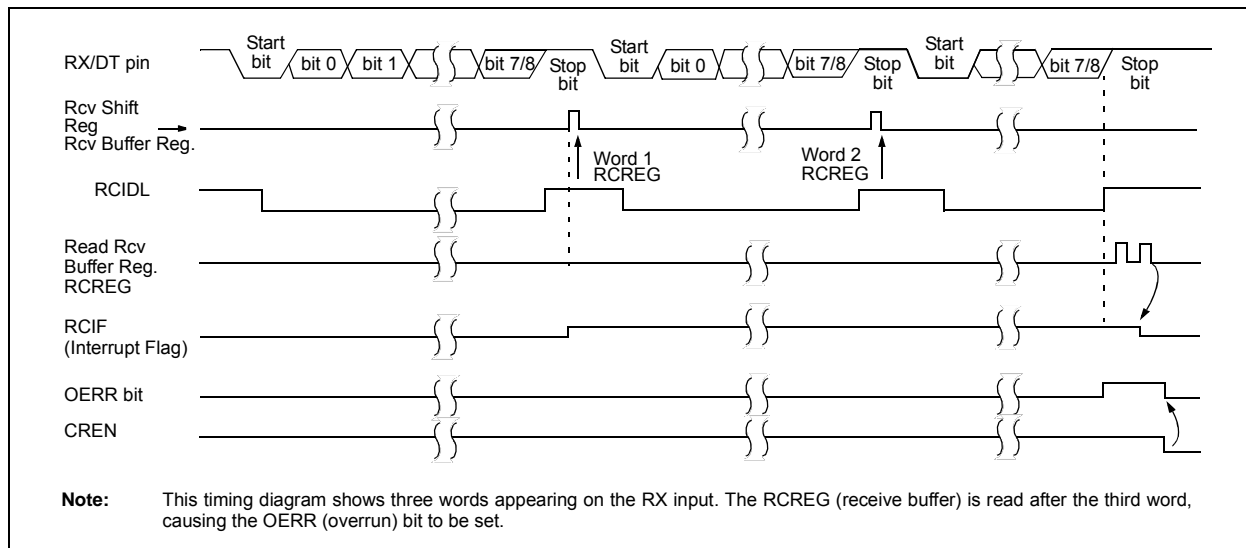 RX/DT pin
Start
bit
bit 0
bit 1
bit 7/8
Stop
bit
Start
bit
bit 0
bit 7/8
Stop
bit
Start
bit
bit 7/8
Stop
bit
Rcv Shift
Reg
Rcv Buffer Reg.
Word 1
RCREG
Word 2
RCREG
RCIDL
Read Rcv
Buffer Reg.
RCREG
RCIF
(Interrupt Flag)
OERR bit
CREN
Note: This timing diagram shows three words appearing on the RX input. The RCREG (receive buffer) is read after the third word,
causing the OERR (overrun) bit to be set.